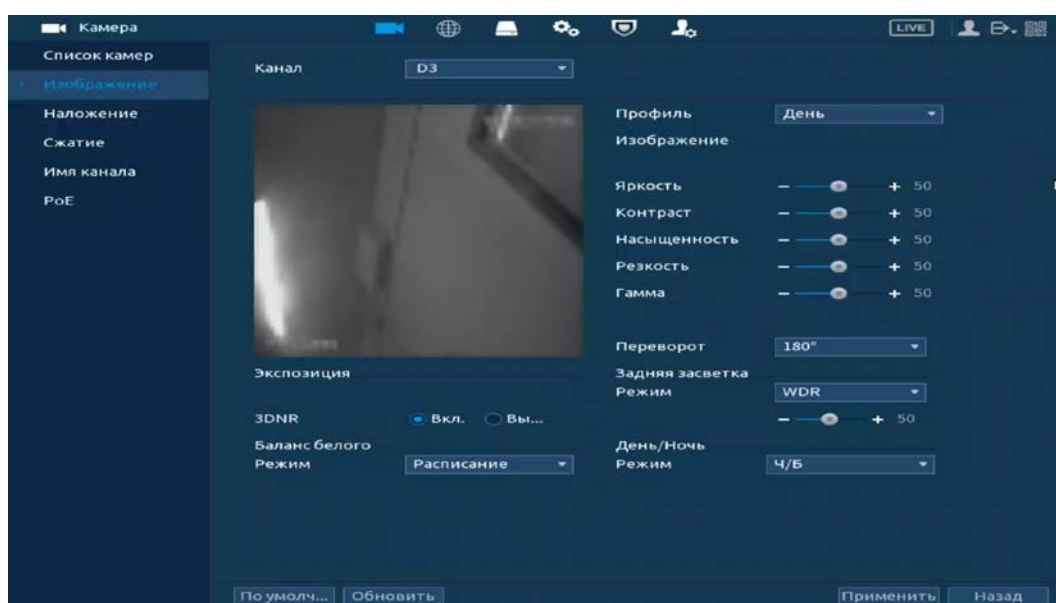 Камера
LIVE
Список камер
Изображение
Наложение
Сжатие
Имя канала
PoE
Канал D3
Профиль День
Изображение
Яркость 50
Контраст 50
Насыщенность 50
Резкость 50
Гамма 50
Переворот 180°
Задняя засветка
Режим WDR
50
Экспозиция
3DNR Вкл. Вы...
Баланс белого
Режим Расписание
День/Ночь
Режим Ч/Б
По умолч... Обновить Применить Назад